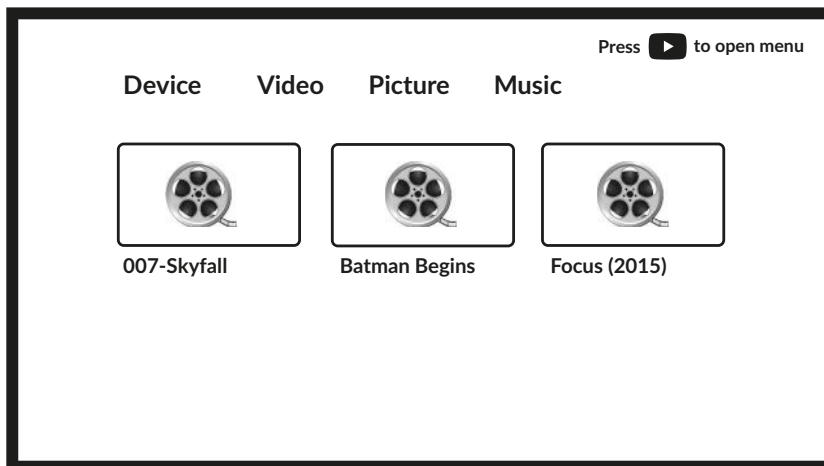 Press to open menu
Device Video Picture Music
007-Skyfall Batman Begins Focus (2015)